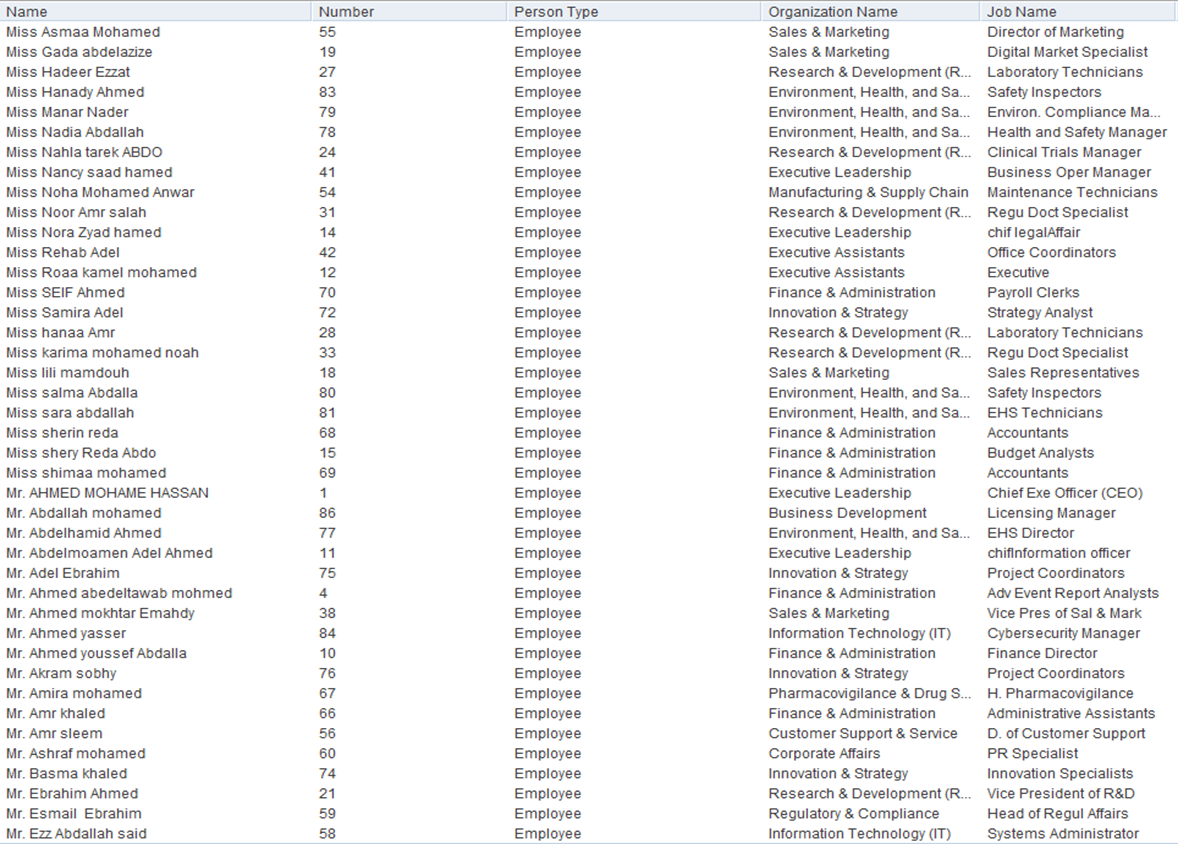 Name Number Person Type Organization Name Job Name
Miss Asmaa Mohamed 55 Employee Sales & Marketing Director of Marketing
Miss Gada abdelazize 19 Employee Sales & Marketing Digital Market Specialist
Miss Hadeer Ezzat 27 Employee Research & Development (R... Laboratory Technicians
Miss Hanady Ahmed 83 Employee Environment, Health, and Sa... Safety Inspectors
Miss Manar Nader 79 Employee Environment, Health, and Sa... Environ. Compliance Ma...
Miss Nadia Abdallah 78 Employee Environment, Health, and Sa... Health and Safety Manager
Miss Nahla tarek ABDO 24 Employee Research & Development (R... Clinical Trials Manager
Miss Nancy saad hamed 41 Employee Executive Leadership Business Oper Manager
Miss Noha Mohamed Anwar 54 Employee Manufacturing & Supply Chain Maintenance Technicians
Miss Noor Amr salah 31 Employee Research & Development (R... Regu Doct Specialist
Miss Nora Zyad hamed 14 Employee Executive Leadership chif legalAffair
Miss Rehab Adel 42 Employee Executive Assistants Office Coordinators
Miss Roaa kamel mohamed 12 Employee Executive Assistants Executive
Miss SEIF Ahmed 70 Employee Finance & Administration Payroll Clerks
Miss Samira Adel 72 Employee Innovation & Strategy Strategy Analyst
Miss hanaa Amr 28 Employee Research & Development (R... Laboratory Technicians
Miss karima mohamed noah 33 Employee Research & Development (R... Regu Doct Specialist
Miss lili mamdouh 18 Employee Sales & Marketing Sales Representatives
Miss salma Abdalla 80 Employee Environment, Health, and Sa... Safety Inspectors
Miss sara abdallah 81 Employee Environment, Health, and Sa... EHS Technicians
Miss sherin reda 68 Employee Finance & Administration Accountants
Miss shery Reda Abdo 15 Employee Finance & Administration Budget Analysts
Miss shimaa mohamed 69 Employee Finance & Administration Accountants
Mr. AHMED MOHAME HASSAN 1 Employee Executive Leadership Chief Exe Officer (CEO)
Mr. Abdallah mohamed 86 Employee Business Development Licensing Manager
Mr. Abdelhamid Ahmed 77 Employee Environment, Health, and Sa... EHS Director
Mr. Abdelmoamen Adel Ahmed 11 Employee Executive Leadership chifInformation officer
Mr. Adel Ebrahim 75 Employee Innovation & Strategy Project Coordinators
Mr. Ahmed abedeltawab mohmed 4 Employee Finance & Administration Adv Event Report Analysts
Mr. Ahmed mokhtar Emahdy 38 Employee Sales & Marketing Vice Pres of Sal & Mark
Mr. Ahmed yasser 84 Employee Information Technology (IT) Cybersecurity Manager
Mr. Ahmed youssef Abdalla 10 Employee Finance & Administration Finance Director
Mr. Akram sobhy 76 Employee Innovation & Strategy Project Coordinators
Mr. Amira mohamed 67 Employee Pharmacovigilance & Drug S... H. Pharmacovigilance
Mr. Amr khaled 66 Employee Finance & Administration Administrative Assistants
Mr. Amr sleem 56 Employee Customer Support & Service D. of Customer Support
Mr. Ashraf mohamed 60 Employee Corporate Affairs PR Specialist
Mr. Basma khaled 74 Employee Innovation & Strategy Innovation Specialists
Mr. Ebrahim Ahmed 21 Employee Research & Development (R... Vice President of R&D
Mr. Esmail  Ebrahim 59 Employee Regulatory & Compliance Head of Regul Affairs
Mr. Ezz Abdallah said 58 Employee Information Technology (IT) Systems Administrator